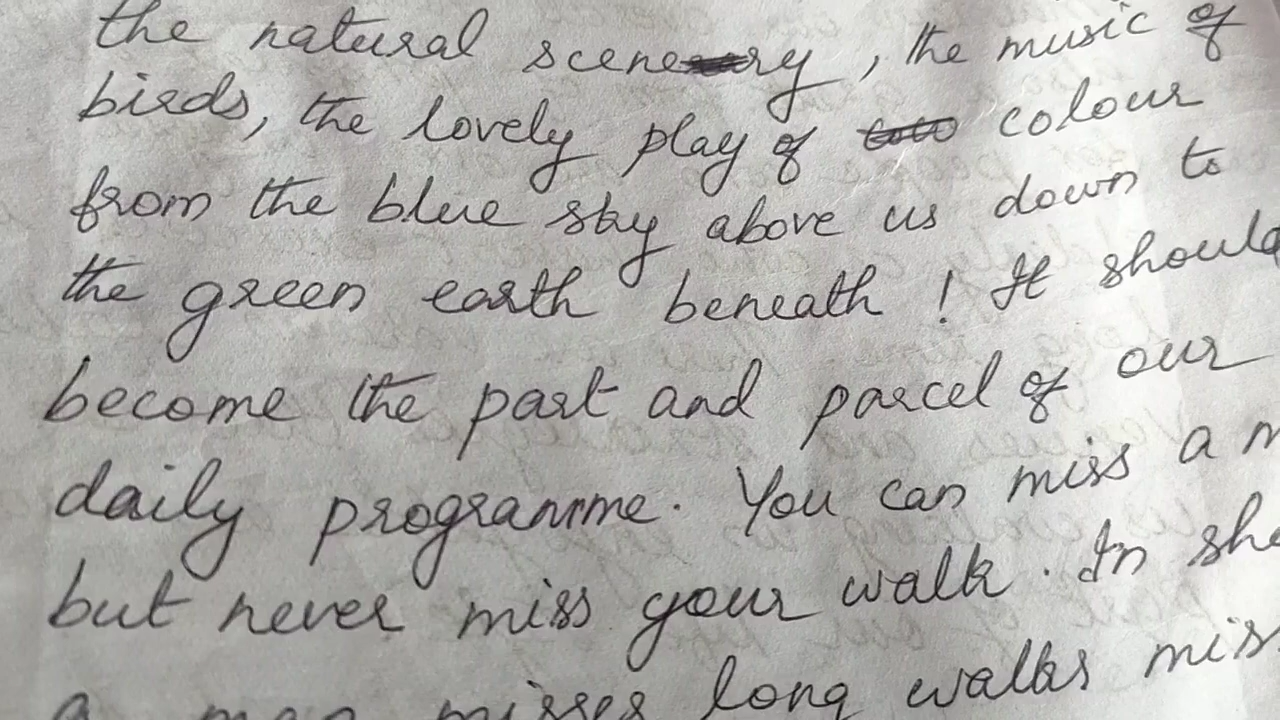 the natural scenery, the music of
birds, the lovely play of colour
from the blue sky above us down to
the green earth beneath! It should
become the part and parcel of our
daily programme. You can miss a
but never miss your walk. In
a man misses long walks